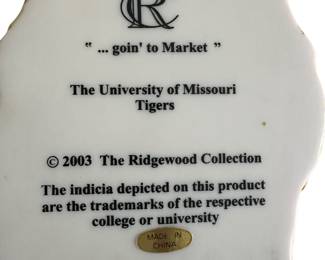 CR
" ... goin' to Market "
The University of Missouri
Tigers
© 2003 The Ridgewood Collection
The indicia depicted on this product
are the trademarks of the respective
college or university
MADE IN
CHINA